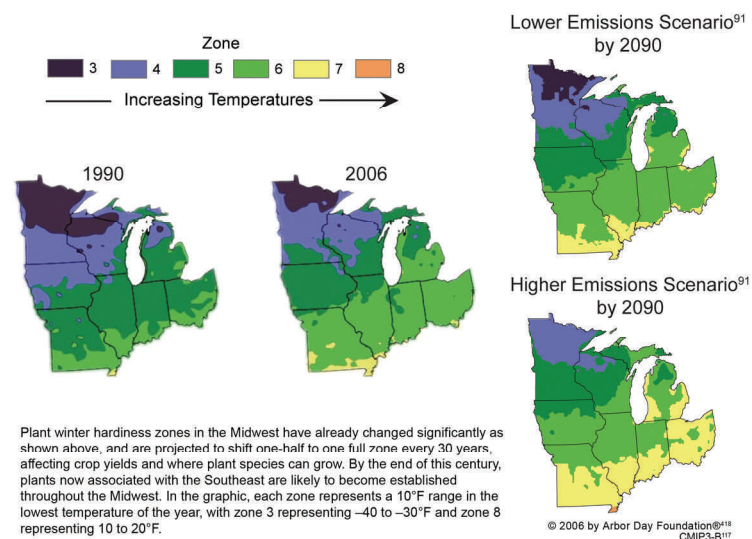 Zone
3 4 5 6 7 8
Increasing Temperatures
1990
2006
Lower Emissions Scenario91
by 2090
Higher Emissions Scenario91
by 2090
Plant winter hardiness zones in the Midwest have already changed significantly as
shown above, and are projected to shift one-half to one full zone every 30 years,
affecting crop yields and where plant species can grow. By the end of this century,
plants now associated with the Southeast are likely to become established
throughout the Midwest. In the graphic, each zone represents a 10°F range in the
lowest temperature of the year, with zone 3 representing –40 to –30°F and zone 8
representing 10 to 20°F.
© 2006 by Arbor Day Foundation®418
CMIP3-B117